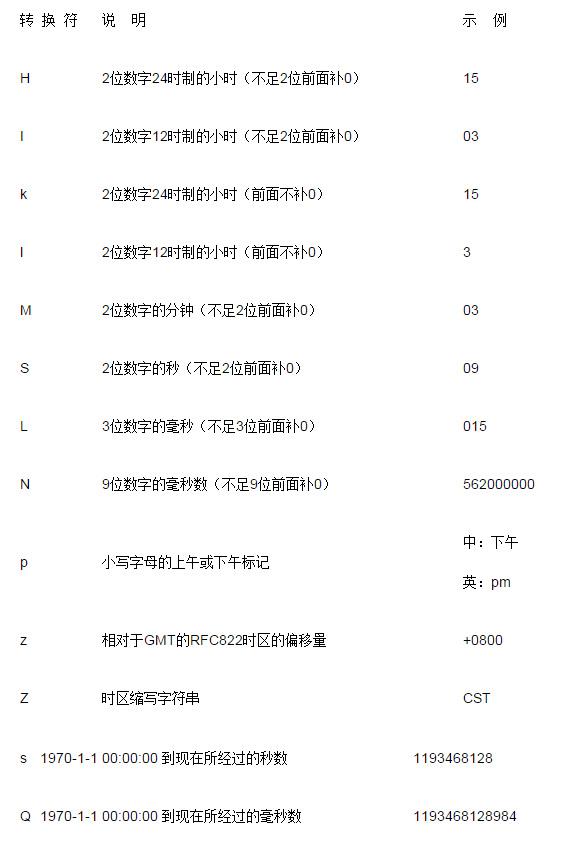 转 换 符 说 明 示 例
H 2位数字24时制的小时（不足2位前面补0） 15
I 2位数字12时制的小时（不足2位前面补0） 03
k 2位数字24时制的小时（前面不补0） 15
l 2位数字12时制的小时（前面不补0） 3
M 2位数字的分钟（不足2位前面补0） 03
S 2位数字的秒（不足2位前面补0） 09
L 3位数字的毫秒（不足3位前面补0） 015
N 9位数字的毫秒数（不足9位前面补0） 562000000
p 小写字母的上午或下午标记 中：下午
英：pm
z 相对于GMT的RFC822时区的偏移量 +0800
Z 时区缩写字符串 CST
s 1970-1-1 00:00:00 到现在所经过的秒数 1193468128
Q 1970-1-1 00:00:00 到现在所经过的毫秒数 1193468128984